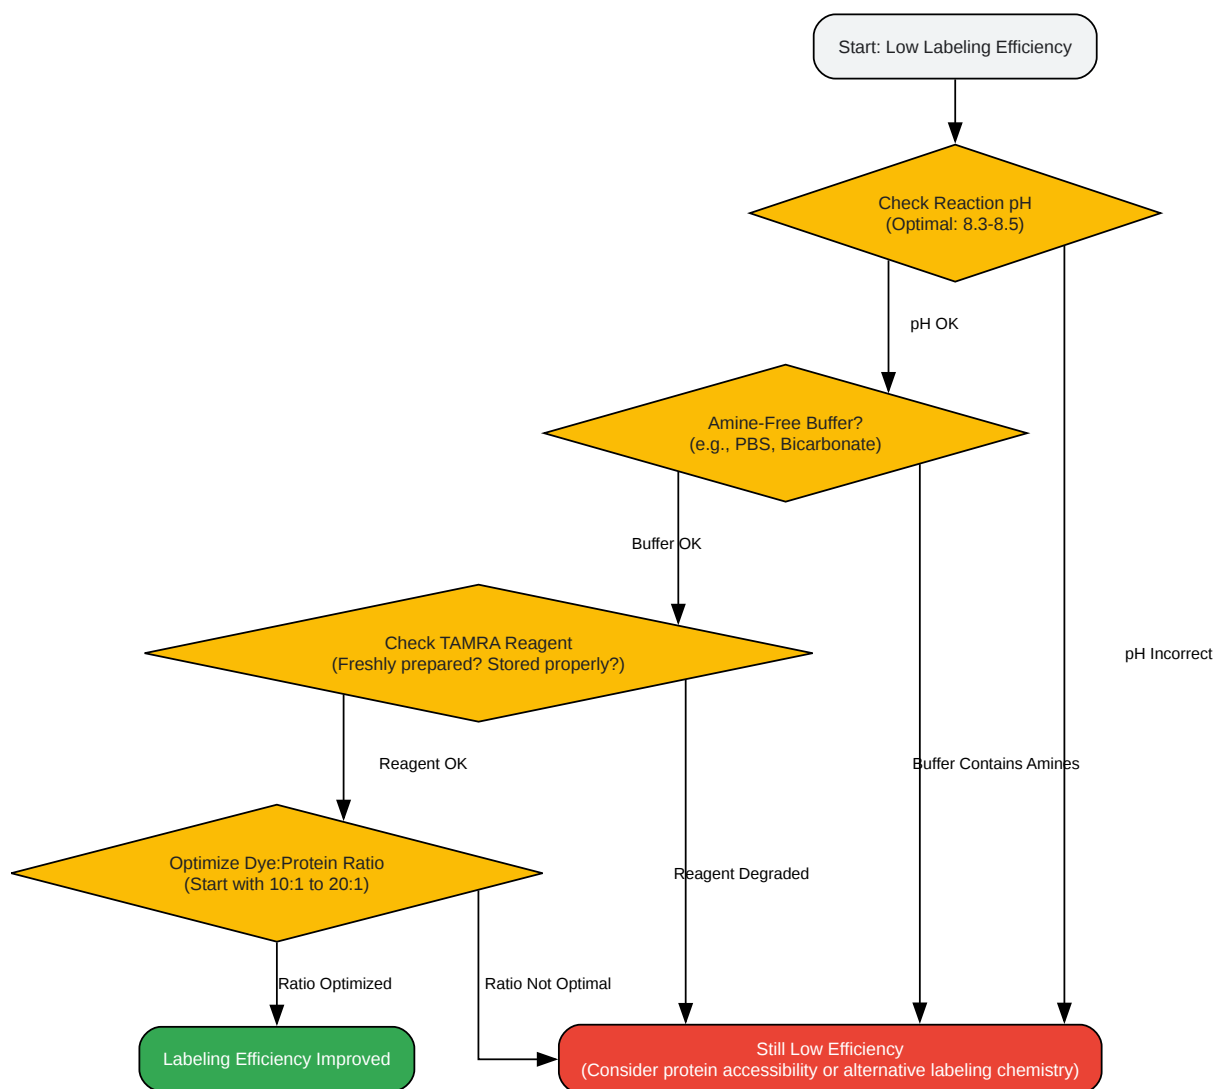 Start: Low Labeling Efficiency
Check Reaction pH
(Optimal: 8.3-8.5)
pH OK
Amine-Free Buffer?
(e.g., PBS, Bicarbonate)
Buffer OK
Check TAMRA Reagent
(Freshly prepared? Stored properly?)
pH Incorrect
Reagent OK
Buffer Contains Amines
Optimize Dye:Protein Ratio
(Start with 10:1 to 20:1)
Reagent Degraded
Ratio Optimized
Ratio Not Optimal
Labeling Efficiency Improved
Still Low Efficiency
(Consider protein accessibility or alternative labeling chemistry)